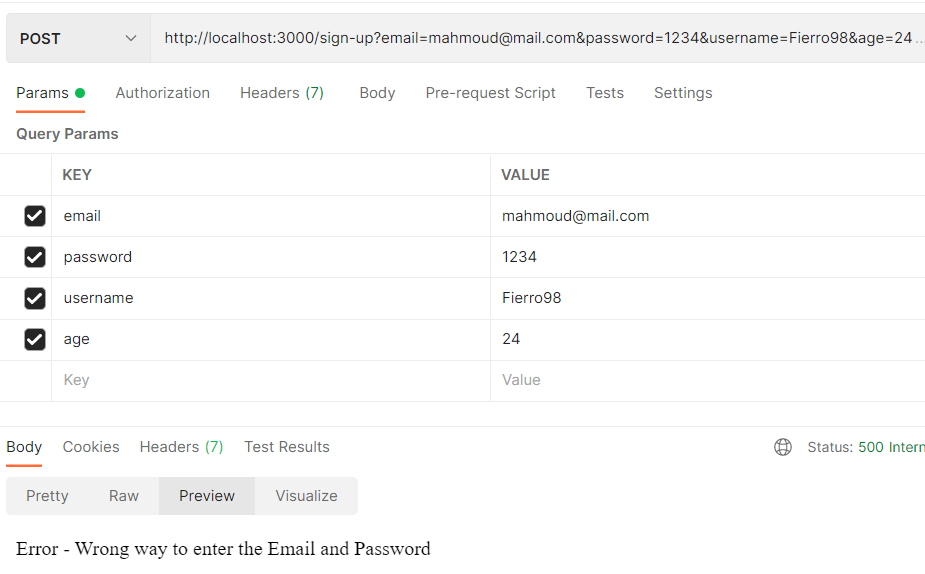 POST http://localhost:3000/sign-up?email=mahmoud@mail.com&password=1234&username=Fierro98&age=24 ...
Params Authorization Headers (7) Body Pre-request Script Tests Settings
Query Params
KEY VALUE
email mahmoud@mail.com
password 1234
username Fierro98
age 24
Key Value
Body Cookies Headers (7) Test Results Status: 500 Intern
Pretty Raw Preview Visualize
Error - Wrong way to enter the Email and Password